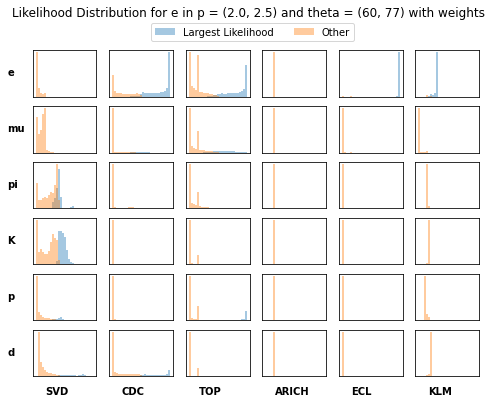 Likelihood Distribution for e in p = (2.0, 2.5) and theta = (60, 77) with weights
Largest Likelihood Other
e
mu
pi
K
p
d
SVD CDC TOP ARICH ECL KLM